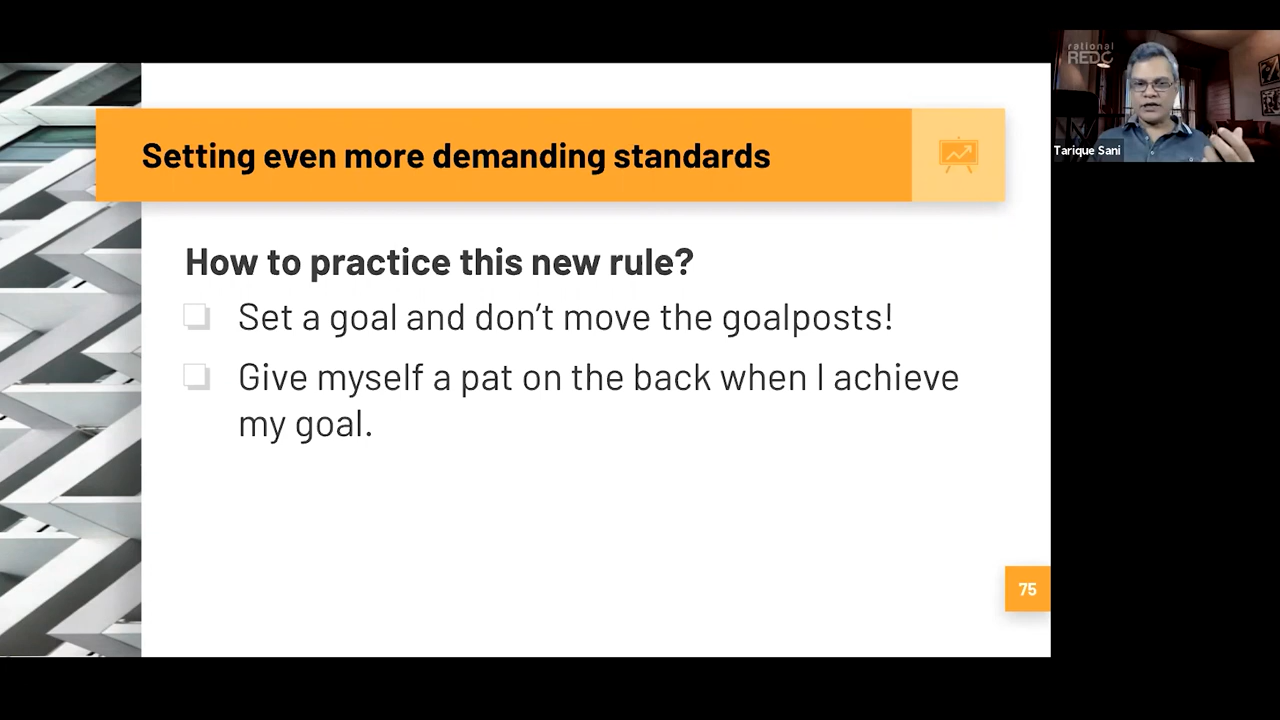 Setting even more demanding standards
How to practice this new rule?
Set a goal and don't move the goalposts!
Give myself a pat on the back when I achieve
my goal.
75
rational
REDC
Tarique Sani